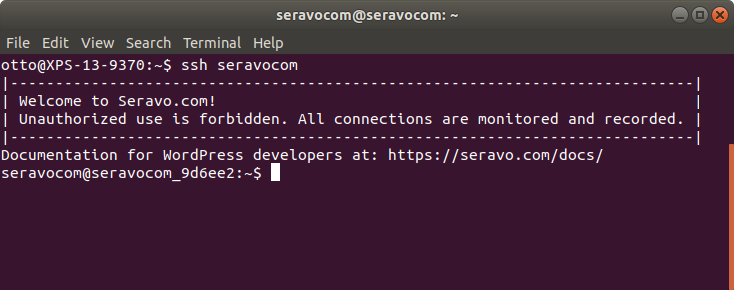 seravocom@seravocom: ~
File Edit View Search Terminal Help
otto@XPS-13-9370:~$ ssh seravocom
|---------------------------------------------------------------------------|
| Welcome to Seravo.com! |
| Unauthorized use is forbidden. All connections are monitored and recorded. |
|---------------------------------------------------------------------------|
Documentation for WordPress developers at: https://seravo.com/docs/
seravocom@seravocom_9d6ee2:~$